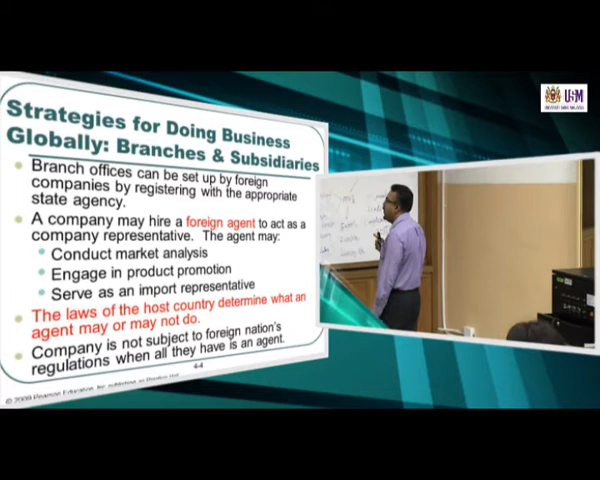 USM
UNIVERSITI SAINS MALAYSIA
Strategies for Doing Business
Globally: Branches & Subsidiaries
Branch offices can be set up by foreign
companies by registering with the appropriate
state agency.
A company may hire a foreign agent to act as a
company representative. The agent may:
Conduct market analysis
Engage in product promotion
Serve as an import representative
The laws of the host country determine what an
agent may or may not do.
Company is not subject to foreign nation's
regulations when all they have is an agent.
© 2009 Pearson Education, Inc. publishing as Prentice Hall